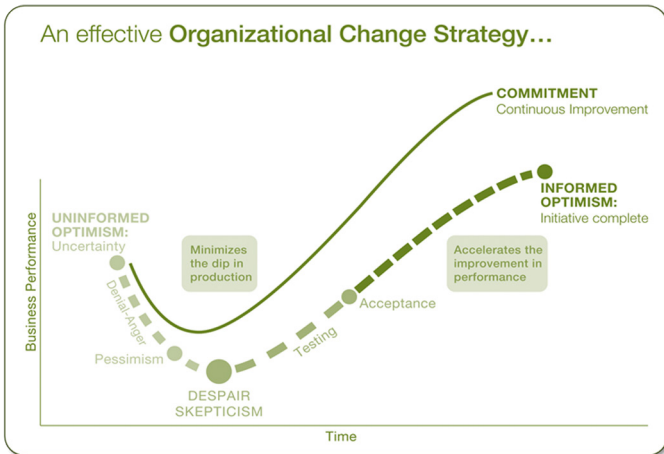 An effective Organizational Change Strategy...
COMMITMENT
Continuous Improvement
UNINFORMED
OPTIMISM:
Uncertainty
INFORMED
OPTIMISM:
Initiative complete
Minimizes
the dip in
production
Accelerates the
improvement in
performance
Business Performance
Denial-Anger
Acceptance
Testing
Pessimism
DESPAIR
SKEPTICISM
Time